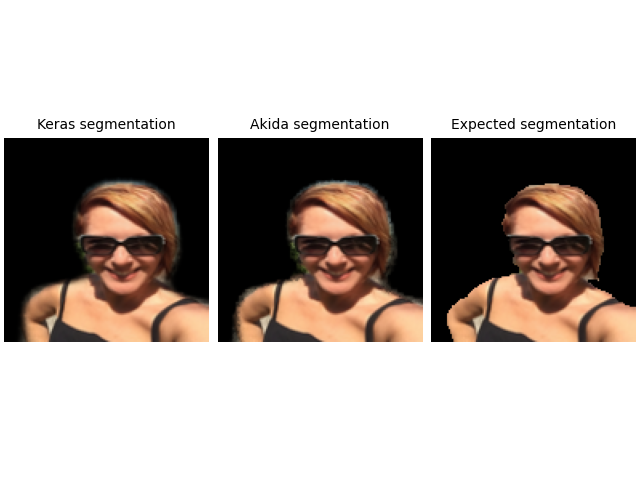 Keras segmentation
Akida segmentation
Expected segmentation